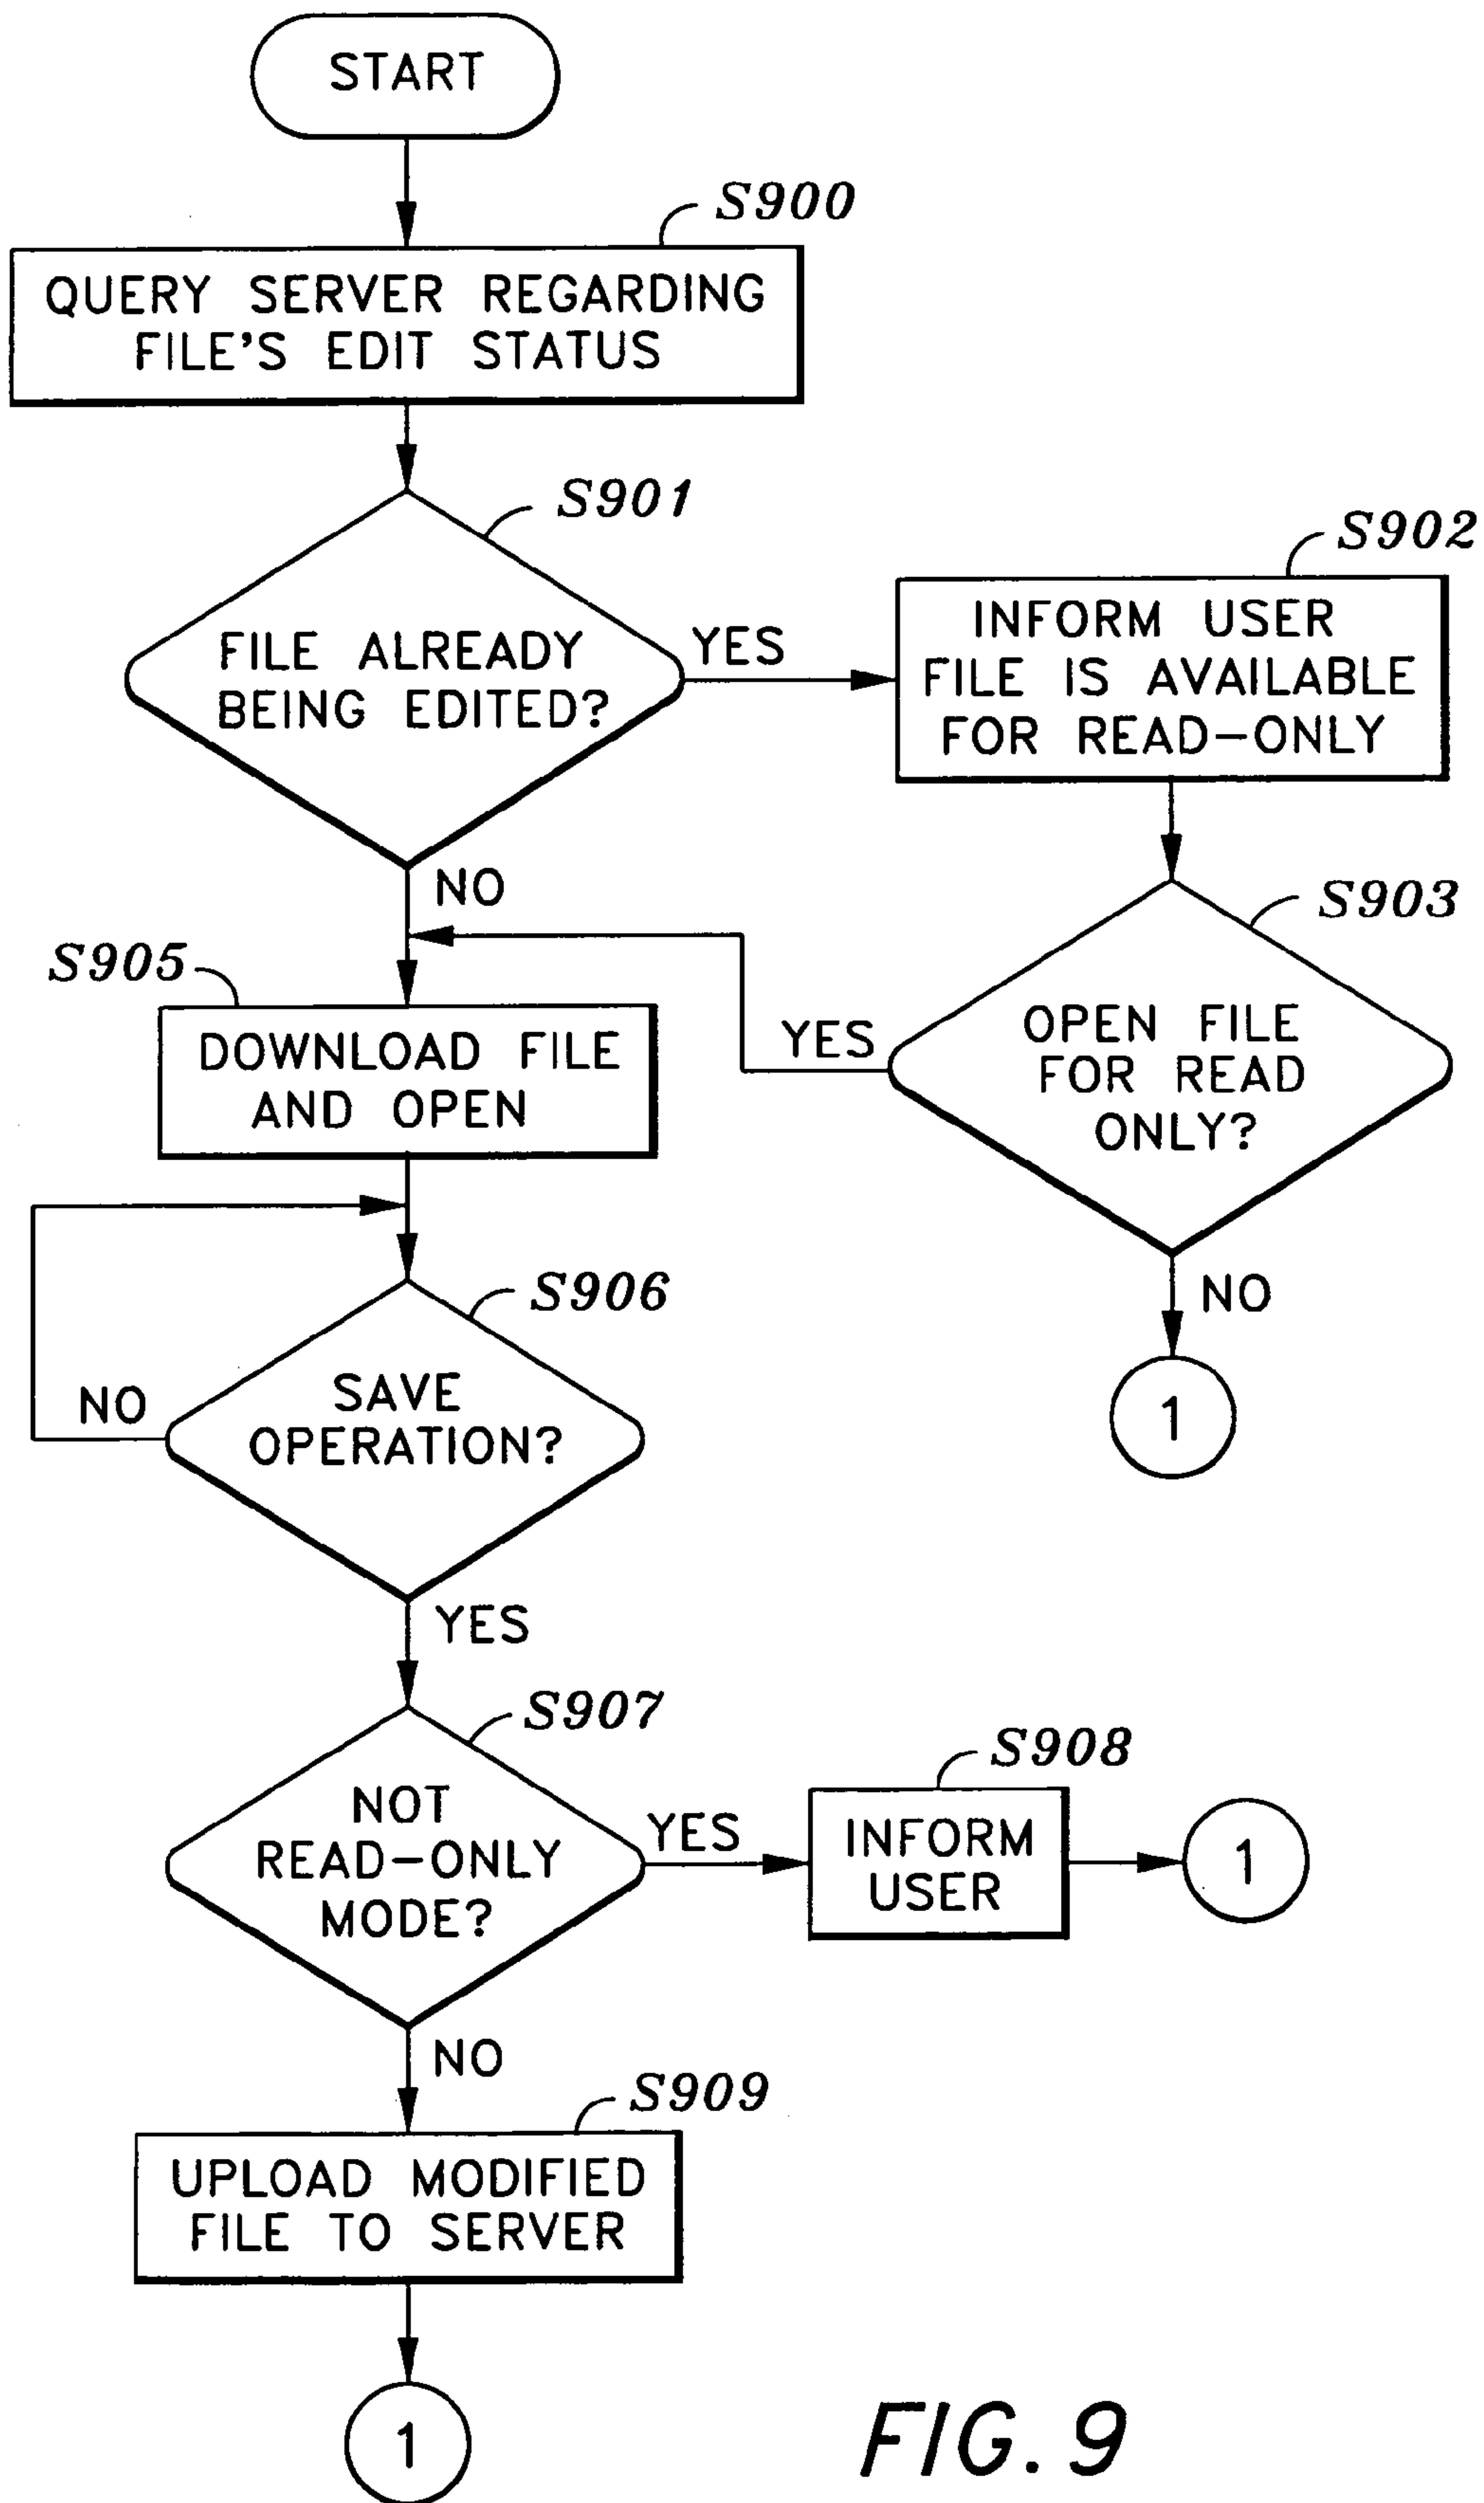 START
S900
QUERY SERVER REGARDING
FILE'S EDIT STATUS
S901
FILE ALREADY
BEING EDITED?
YES
NO
S902
INFORM USER
FILE IS AVAILABLE
FOR READ-ONLY
S903
OPEN FILE
FOR READ
ONLY?
YES
NO
1
S905
DOWNLOAD FILE
AND OPEN
S906
SAVE
OPERATION?
NO
YES
S907
NOT
READ-ONLY
MODE?
YES
S908
INFORM
USER
1
NO
S909
UPLOAD MODIFIED
FILE TO SERVER
1
FIG. 9